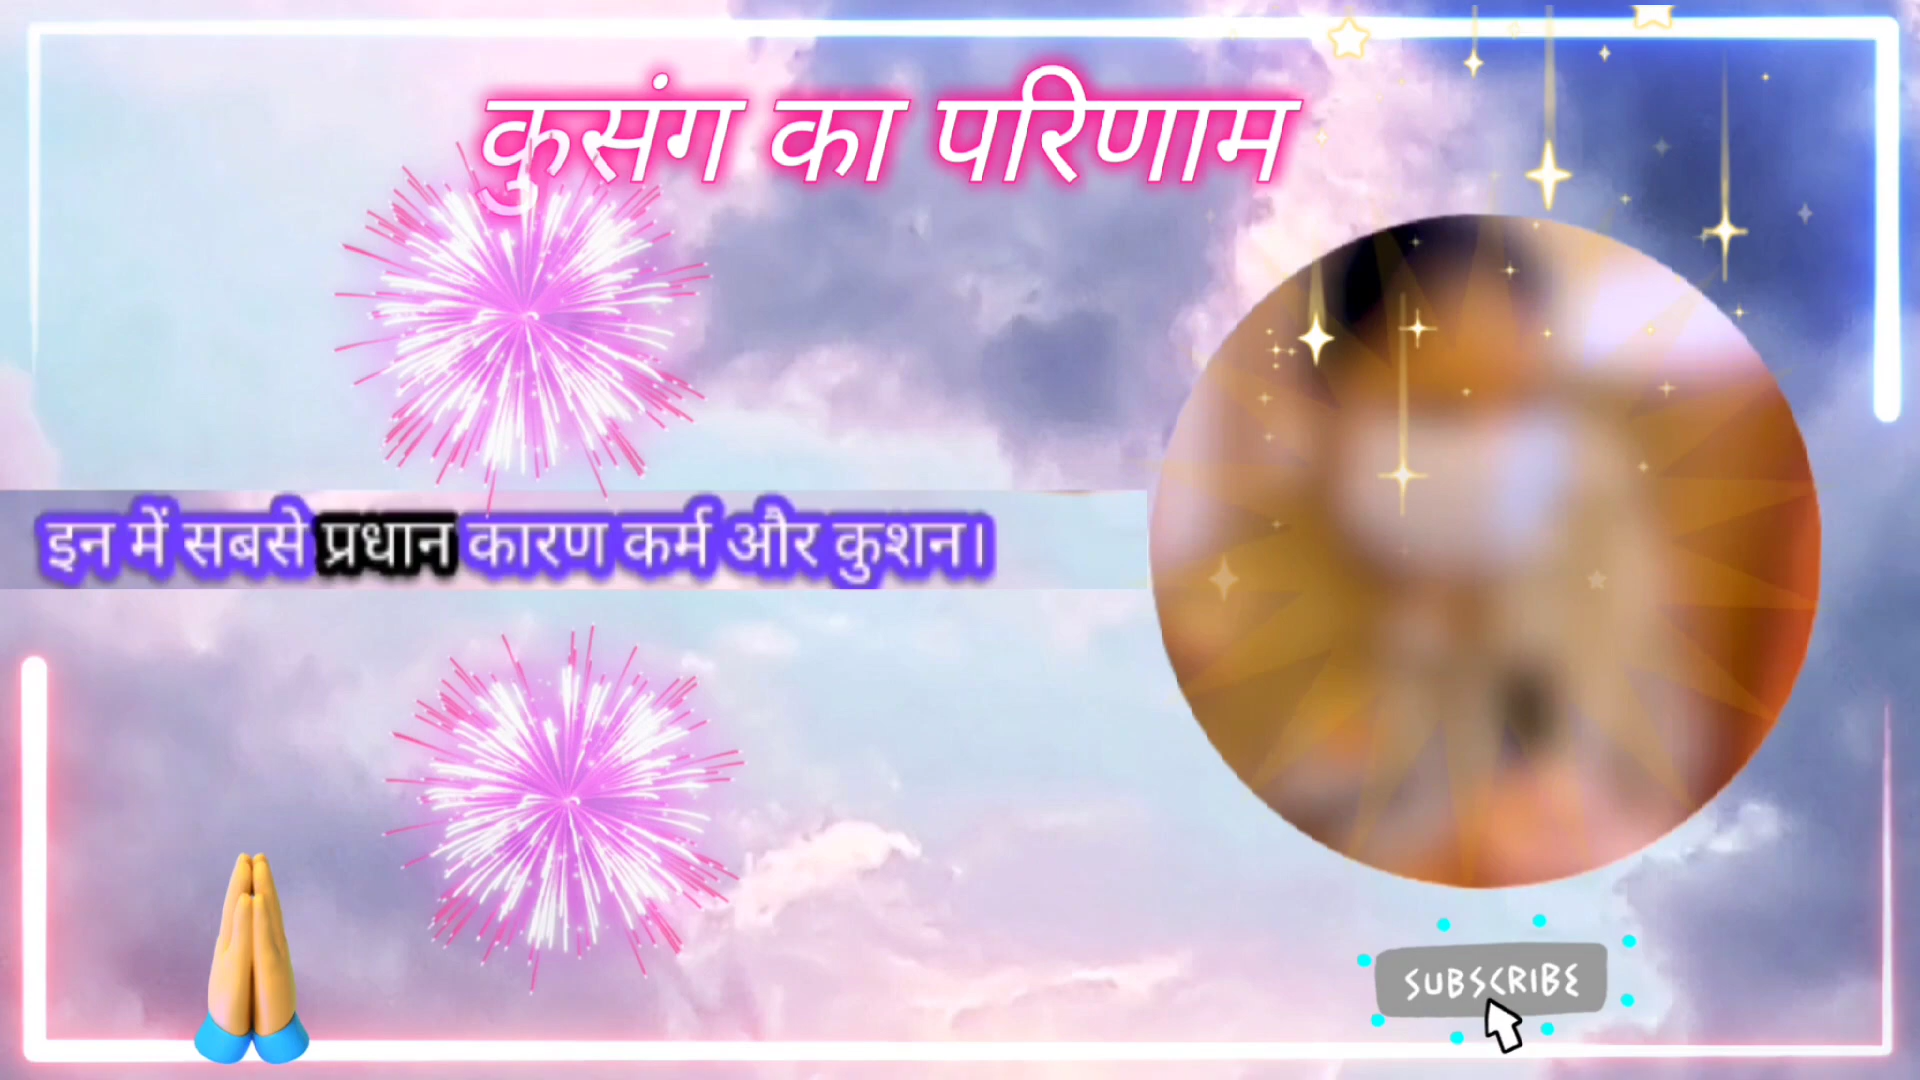 कुसंग का परिणाम
इन में सबसे प्रधान कारण कर्म और कुशन।
SUBSCRIBE